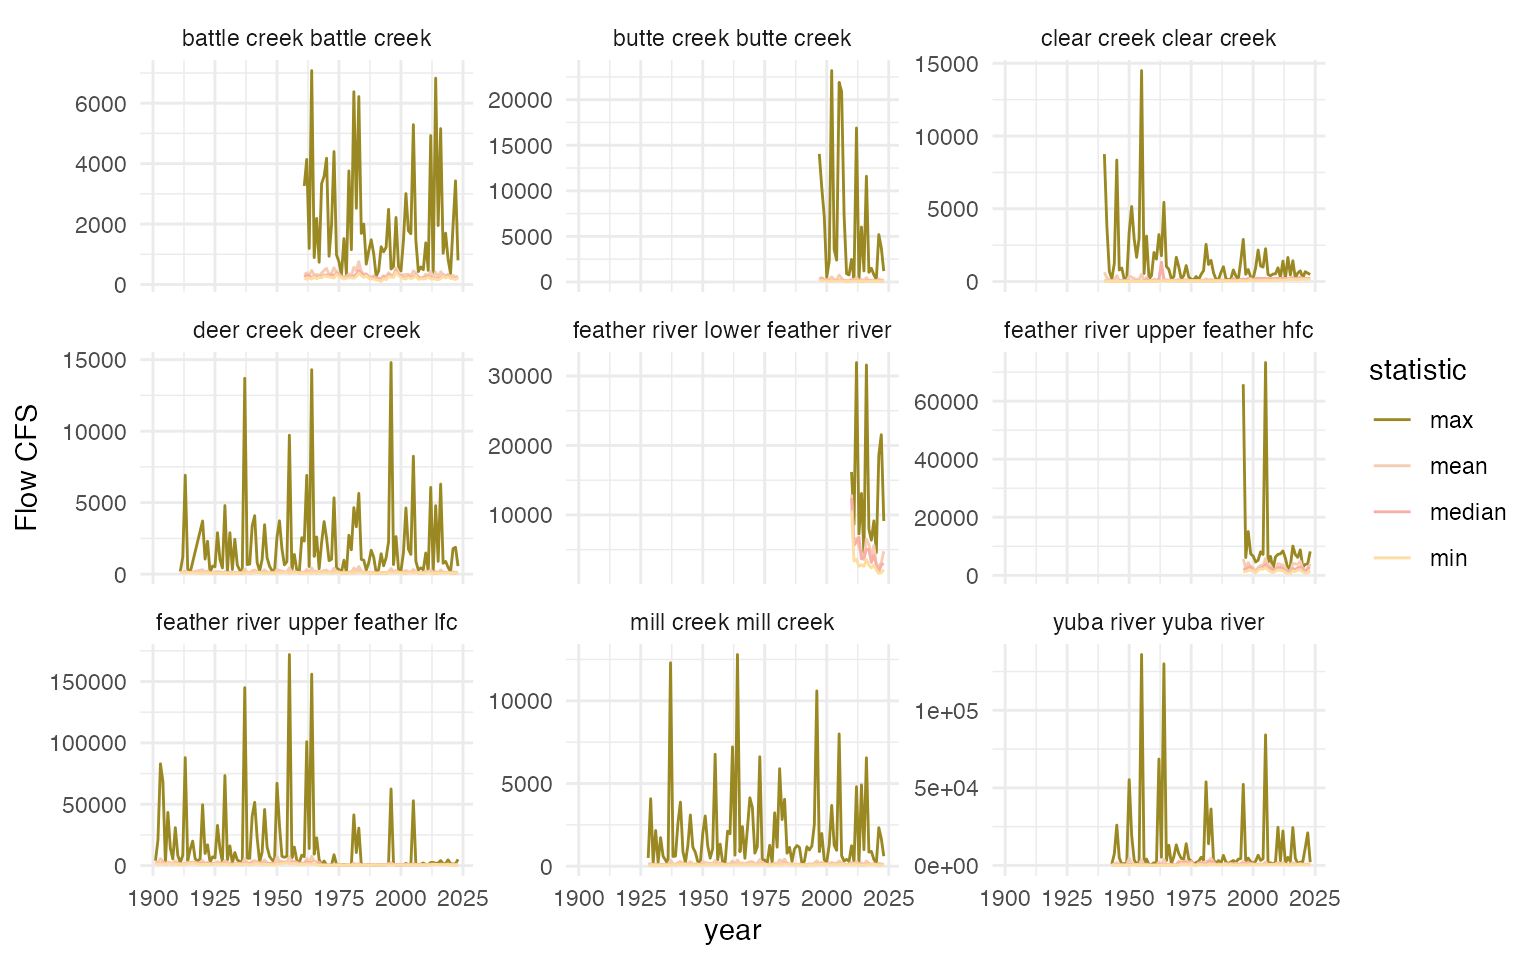 battle creek battle creek
butte creek butte creek
clear creek clear creek
6000
4000
2000
0
20000
15000
10000
5000
0
15000
10000
5000
0
deer creek deer creek
feather river lower feather river
feather river upper feather hfc
15000
10000
5000
0
30000
20000
10000
60000
40000
20000
0
feather river upper feather lfc
mill creek mill creek
yuba river yuba river
150000
100000
50000
0
10000
5000
0
1e+05
5e+04
0e+00
1900 1925 1950 1975 2000 2025
1900 1925 1950 1975 2000 2025
1900 1925 1950 1975 2000 2025
year
Flow CFS
statistic
max
mean
median
min